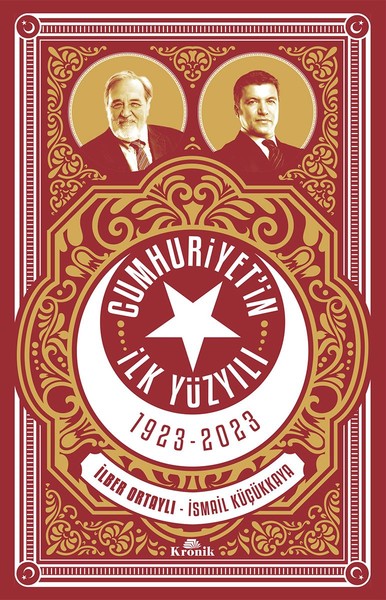 CUMHURİYET'İN
İLK YÜZYILI
1923-2023
İLBER ORTAYLI - İSMAİL KÜÇÜKKAYA
Kronik